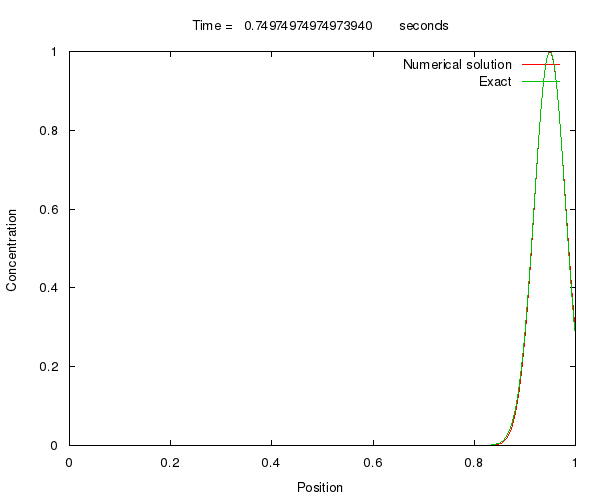 Time = 0.74974974974973940 seconds
Numerical solution
Exact
1
0.8
0.6
0.4
0.2
0
Concentration
0 0.2 0.4 0.6 0.8 1
Position